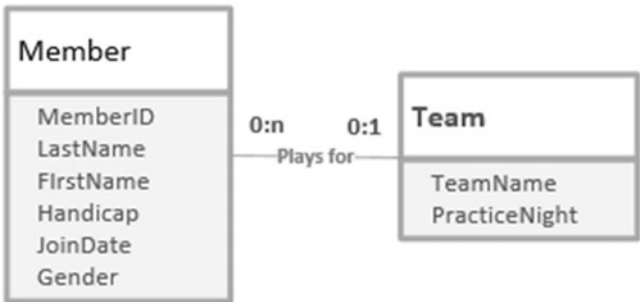 Member
MemberID
LastName
FIrstName
Handicap
JoinDate
Gender
0:n
0:1
Plays for
Team
TeamName
PracticeNight